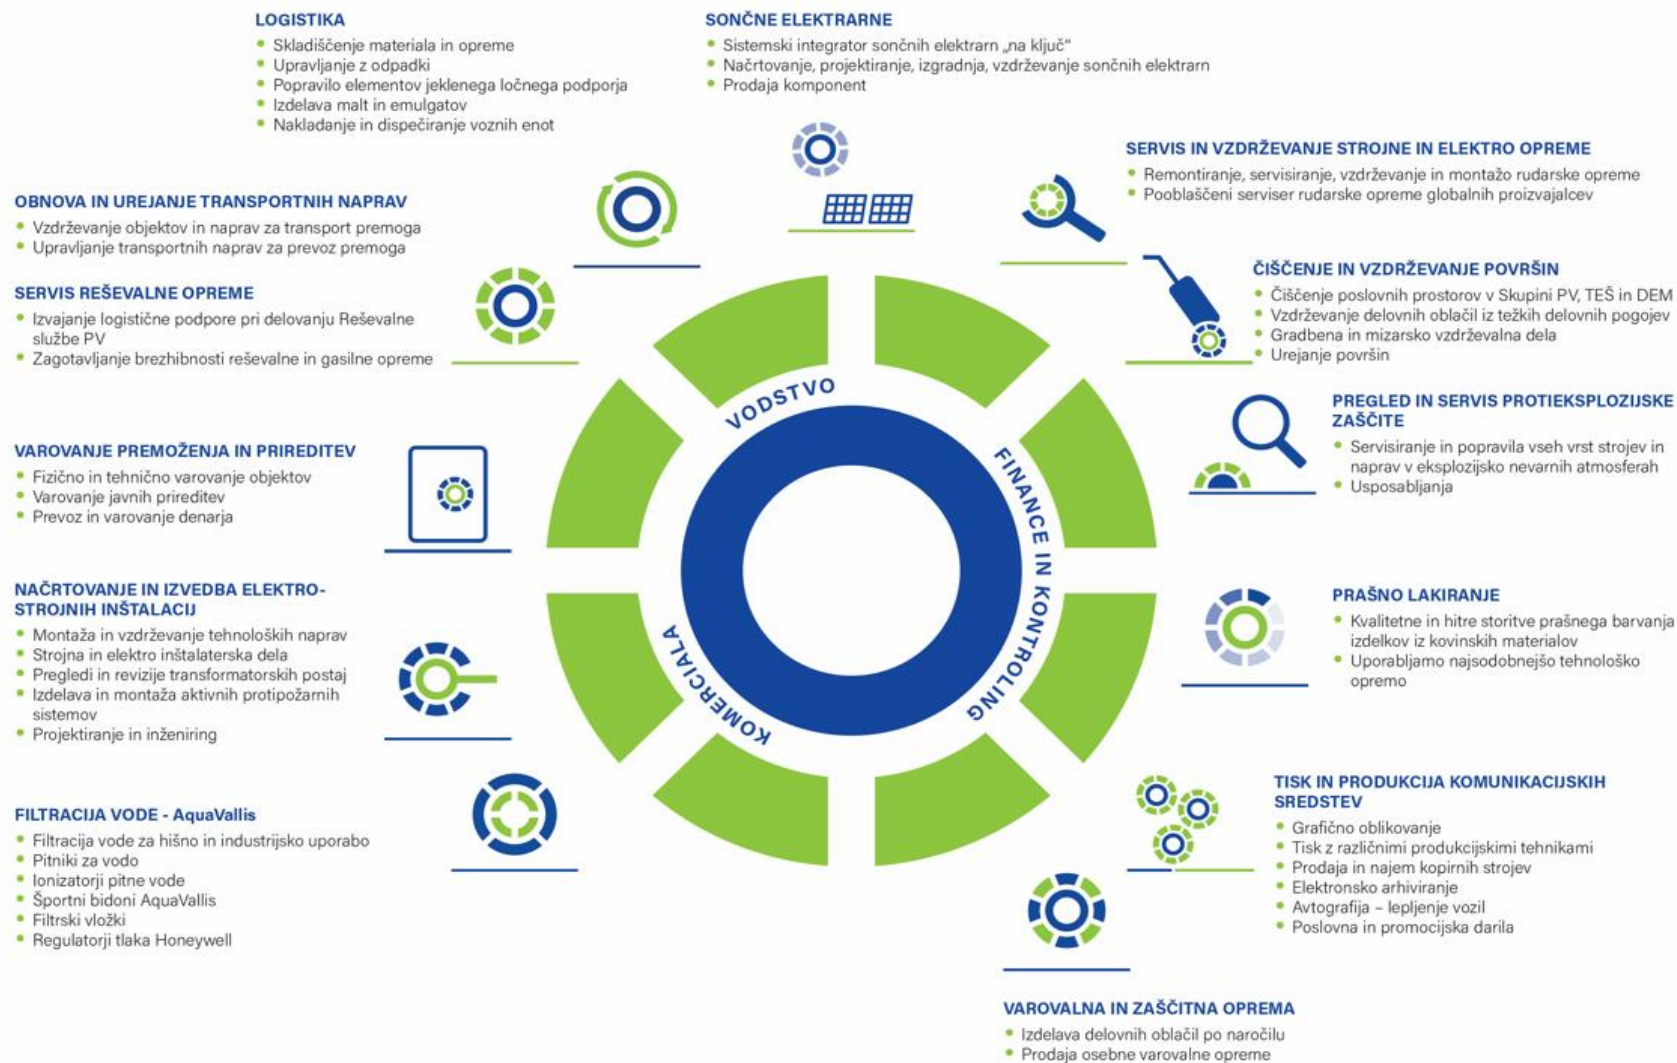 LOGISTIKA
Skladiščenje materiala in opreme
Upravljanje z odpadki
Popravilo elementov jeklenega ločnega podporja
Izdelava malt in emulgatov
Nakladanje in dispečiranje voznih enot
SONČNE ELEKTRARNE
Sistemski integrator sončnih elektrarn „na ključ“
Načrtovanje, projektiranje, izgradnja, vzdrževanje sončnih elektrarn
Prodaja komponent
SERVIS IN VZDRŽEVANJE STROJNE IN ELEKTRO OPREME
Remontiranje, servisiranje, vzdrževanje in montažo rudarske opreme
Pooblaščeni serviser rudarske opreme globalnih proizvajalcev
OBNOVA IN UREJANJE TRANSPORTNIH NAPRAV
Vzdrževanje objektov in naprav za transport premoga
Upravljanje transportnih naprav za prevoz premoga
ČIŠČENJE IN VZDRŽEVANJE POVRŠIN
Čiščenje poslovnih prostorov v Skupini PV, TEŠ in DEM
Vzdrževanje delovnih oblačil iz težkih delovnih pogojev
Gradbena in mizarsko vzdrževalna dela
Urejanje površin
SERVIS REŠEVALNE OPREME
Izvajanje logistične podpore pri delovanju Reševalne
službe PV
Zagotavljanje brezhibnosti reševalne in gasilne opreme
VODSTVO
FINANCE IN KONTROLING
KOMERCIALA
PREGLED IN SERVIS PROTIEKSPLOZIJSKE
ZAŠČITE
Servisiranje in popravila vseh vrst strojev in
naprav v eksplozijsko nevarnih atmosferah
Usposabljanja
VAROVANJE PREMOŽENJA IN PRIREDITEV
Fizično in tehnično varovanje objektov
Varovanje javnih prireditev
Prevoz in varovanje denarja
NAČRTOVANJE IN IZVEDBA ELEKTRO-
STROJNIH INŠTALACIJ
Montaža in vzdrževanje tehnoloških naprav
Strojna in elektro inštalaterska dela
Pregledi in revizije transformatorskih postaj
Izdelava in montaža aktivnih protipožarnih
sistemov
Projektiranje in inženiring
PRAŠNO LAKIRANJE
Kvalitetne in hitre storitve prašnega barvanja
izdelkov iz kovinskih materialov
Uporabljamo najsodobnejšo tehnološko
opremo
FILTRACIJA VODE - AquaVallis
Filtracija vode za hišno in industrijsko uporabo
Pitniki za vodo
Ionizatorji pitne vode
Športni bidoni AquaVallis
Filtrski vložki
Regulatorji tlaka Honeywell
TISK IN PRODUKCIJA KOMUNIKACIJSKIH
SREDSTEV
Grafično oblikovanje
Tisk z različnimi produkcijskimi tehnikami
Prodaja in najem kopirnih strojev
Elektronsko arhiviranje
Avtografija – lepljenje vozil
Poslovna in promocijska darila
VAROVALNA IN ZAŠČITNA OPREMA
Izdelava delovnih oblačil po naročilu
Prodaja osebne varovalne opreme